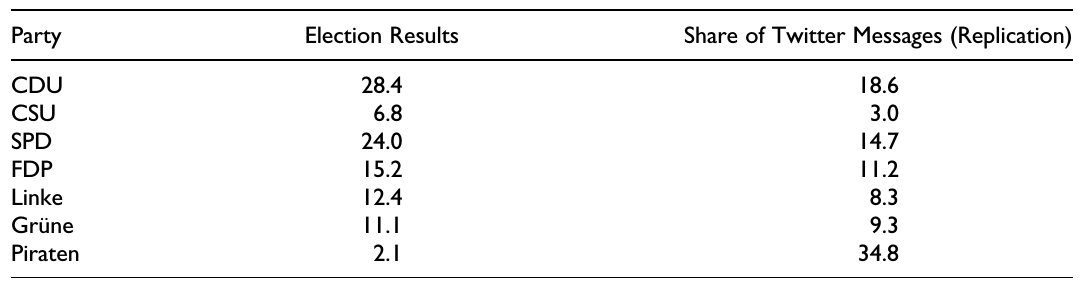 Party Election Results Share of Twitter Messages (Replication)
CDU 28.4 18.6
CSU 6.8 3.0
SPD 24.0 14.7
FDP 15.2 11.2
Linke 12.4 8.3
Grüne 11.1 9.3
Piraten 2.1 34.8